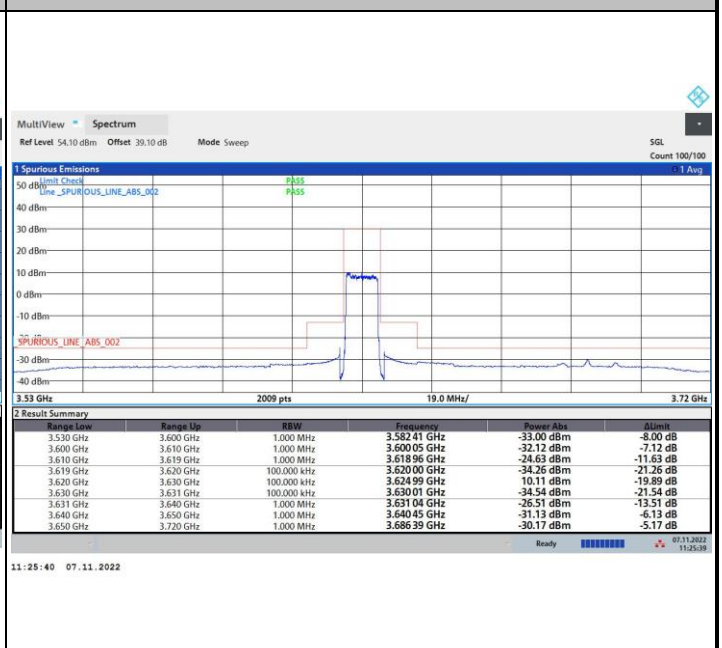 MultiView Spectrum
Ref Level 54.10 dBm Offset 39.10 dB Mode Sweep SGL
Count 100/100
1 Spurious Emissions 1 Avg
Limit Check PASS
50 dBm
Line _SPURIOUS_LINE_ABS_002 PASS
40 dBm
30 dBm
20 dBm
10 dBm
0 dBm
-10 dBm
-20 dBm
_SPURIOUS_LINE_ABS_002
-30 dBm
-40 dBm
3.53 GHz 2009 pts 19.0 MHz/ 3.72 GHz
2 Result Summary
Range Low Range Up RBW Frequency Power Abs ΔLimit
3.530 GHz 3.600 GHz 1.000 MHz 3.582 41 GHz -33.00 dBm -8.00 dB
3.600 GHz 3.610 GHz 1.000 MHz 3.600 05 GHz -32.12 dBm -7.12 dB
3.610 GHz 3.619 GHz 1.000 MHz 3.618 96 GHz -24.63 dBm -11.63 dB
3.619 GHz 3.620 GHz 100.000 kHz 3.620 00 GHz -34.26 dBm -21.26 dB
3.620 GHz 3.630 GHz 100.000 kHz 3.624 99 GHz 10.11 dBm -19.89 dB
3.630 GHz 3.631 GHz 100.000 kHz 3.630 01 GHz -34.54 dBm -21.54 dB
3.631 GHz 3.640 GHz 1.000 MHz 3.631 04 GHz -26.51 dBm -13.51 dB
3.640 GHz 3.650 GHz 1.000 MHz 3.640 45 GHz -31.13 dBm -6.13 dB
3.650 GHz 3.720 GHz 1.000 MHz 3.686 39 GHz -30.17 dBm -5.17 dB
Ready 07.11.2022
11:25:39
11:25:40 07.11.2022